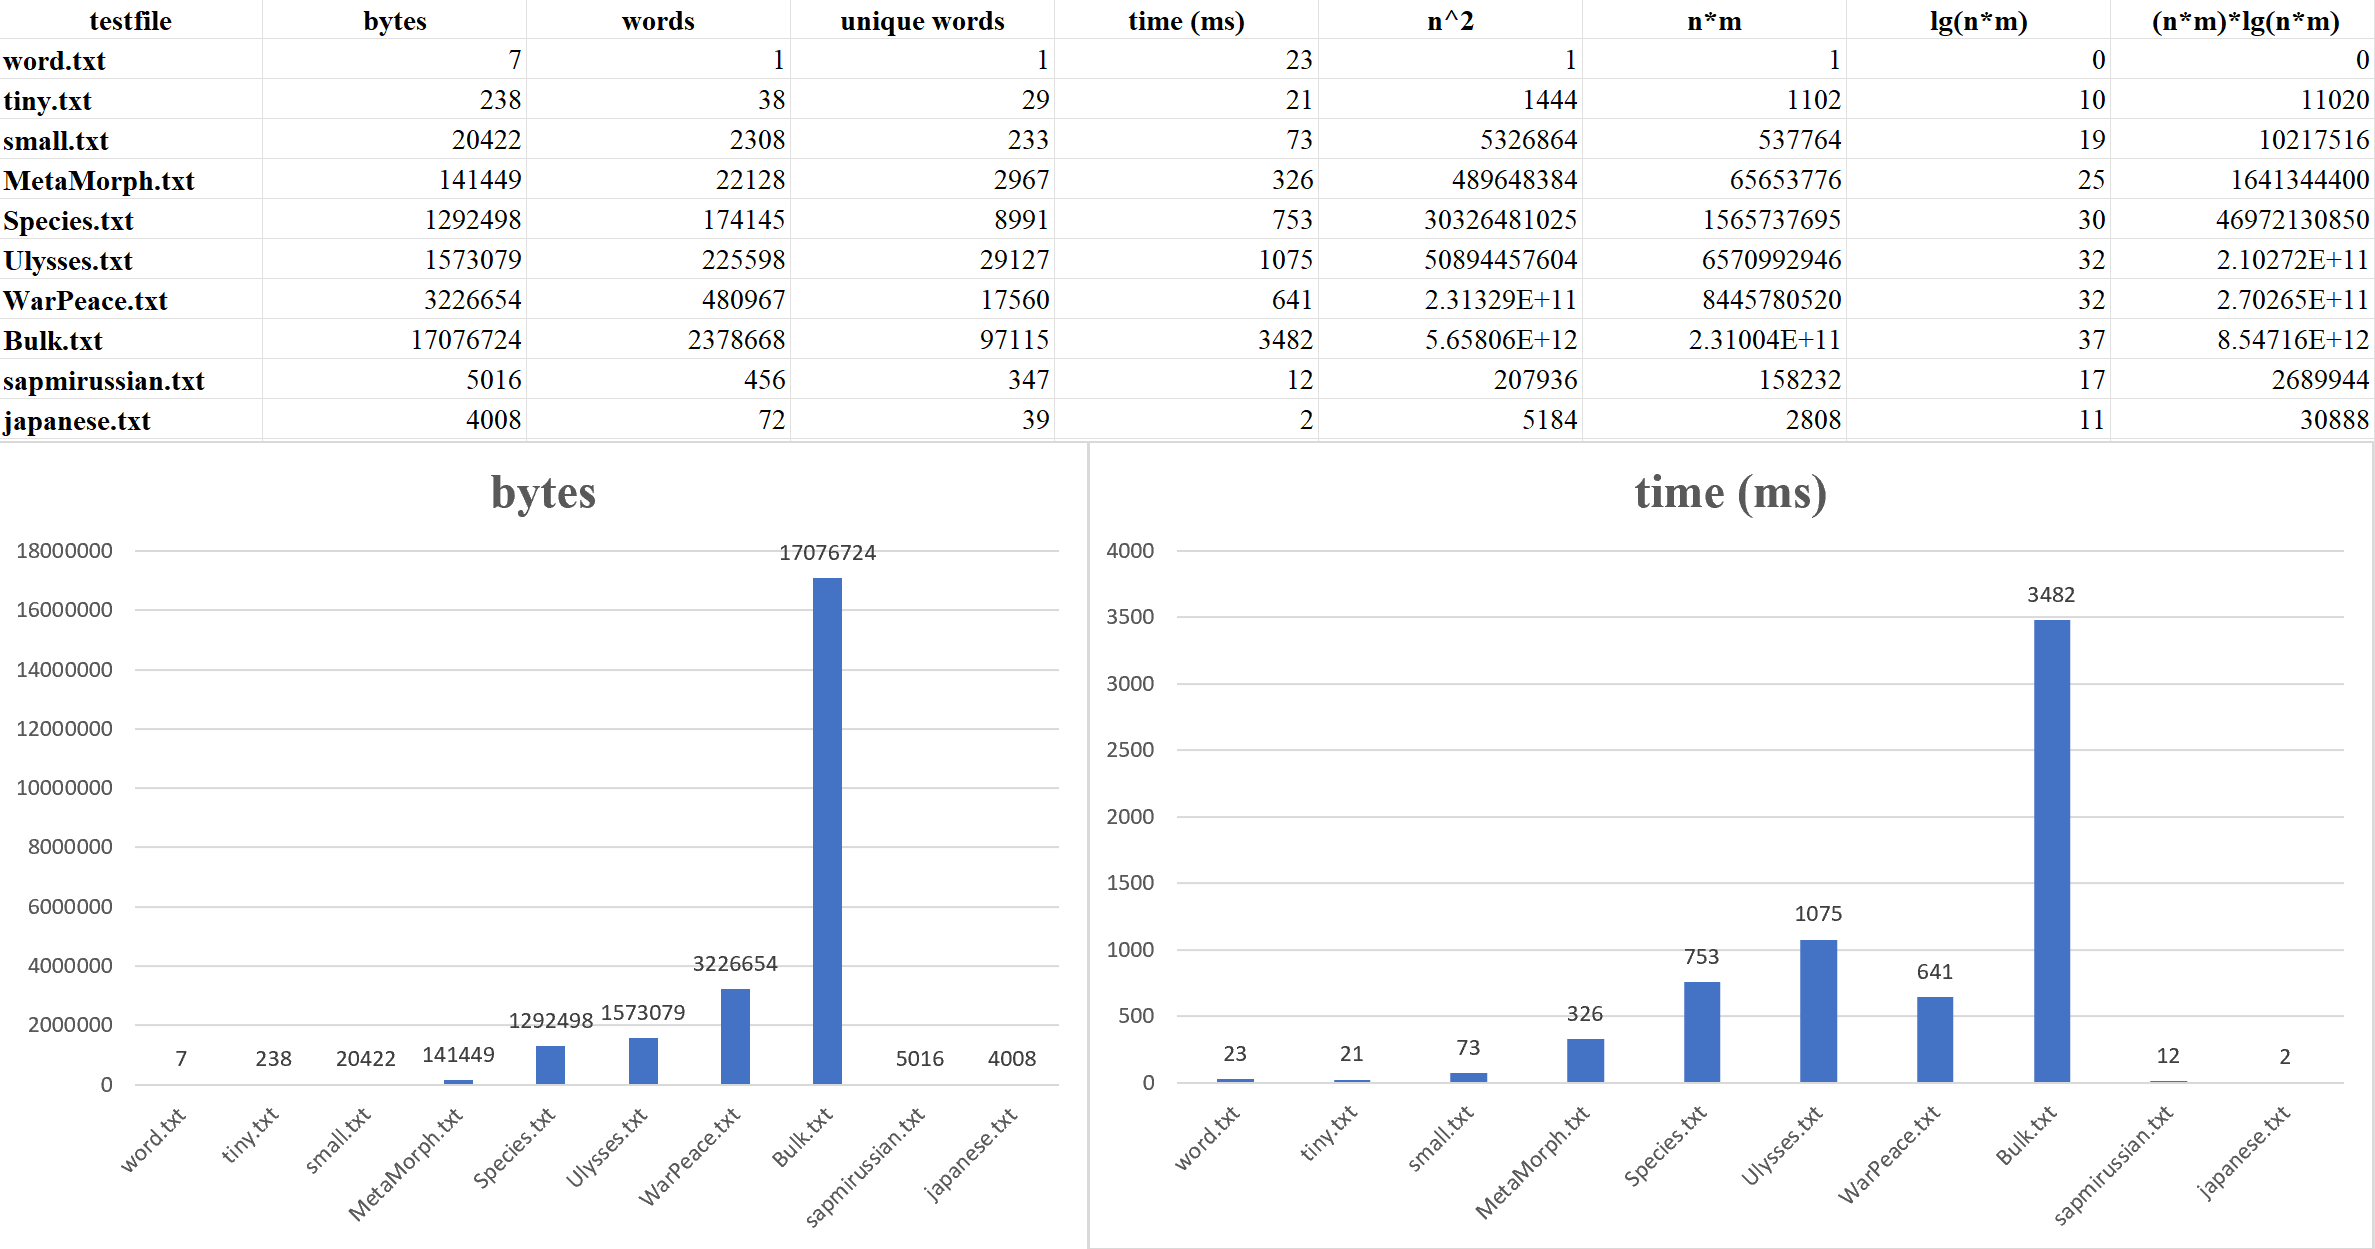 testfile bytes words unique words time (ms) n^2 n*m lg(n*m) (n*m)*lg(n*m)
word.txt 7 1 1 23 1 1 0 0
tiny.txt 238 38 29 21 1444 1102 10 11020
small.txt 20422 2308 233 73 5326864 537764 19 10217516
MetaMorph.txt 141449 22128 2967 326 489648384 65653776 25 1641344400
Species.txt 1292498 174145 8991 753 30326481025 1565737695 30 46972130850
Ulysses.txt 1573079 225598 29127 1075 50894457604 6570992946 32 2.10272E+11
WarPeace.txt 3226654 480967 17560 641 2.31329E+11 8445780520 32 2.70265E+11
Bulk.txt 17076724 2378668 97115 3482 5.65806E+12 2.31004E+11 37 8.54716E+12
sapmirussian.txt 5016 456 347 12 207936 158232 17 2689944
japanese.txt 4008 72 39 2 5184 2808 11 30888
bytes
18000000
16000000
14000000
12000000
10000000
8000000
6000000
4000000
2000000
0
7 238 20422 141449 1292498 1573079 3226654 17076724 5016 4008
word.txt tiny.txt small.txt MetaMorph.txt Species.txt Ulysses.txt WarPeace.txt Bulk.txt sapmirussian.txt japanese.txt
time (ms)
4000
3500
3000
2500
2000
1500
1000
500
0
23 21 73 326 753 1075 641 3482 12 2
word.txt tiny.txt small.txt MetaMorph.txt Species.txt Ulysses.txt WarPeace.txt Bulk.txt sapmirussian.txt japanese.txt